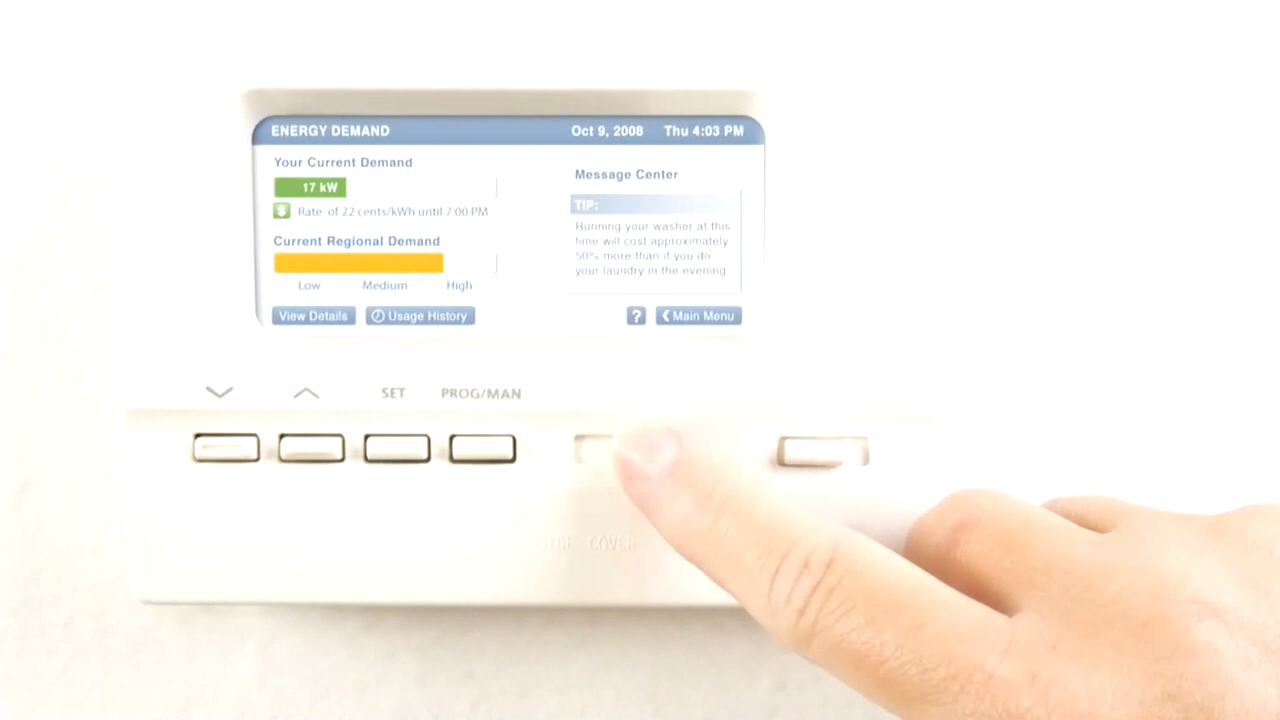 ENERGY DEMAND Oct 9, 2008 Thu 4:03 PM
Your Current Demand
17 kW
Rate of 22 cents/kWh until 7:00 PM
Current Regional Demand
Low Medium High
View Details Usage History
Message Center
TIP:
Running your washer at this
time will cost approximately
50% more than if you do
your laundry in the evening
? Main Menu
SET PROG/MAN
COVER